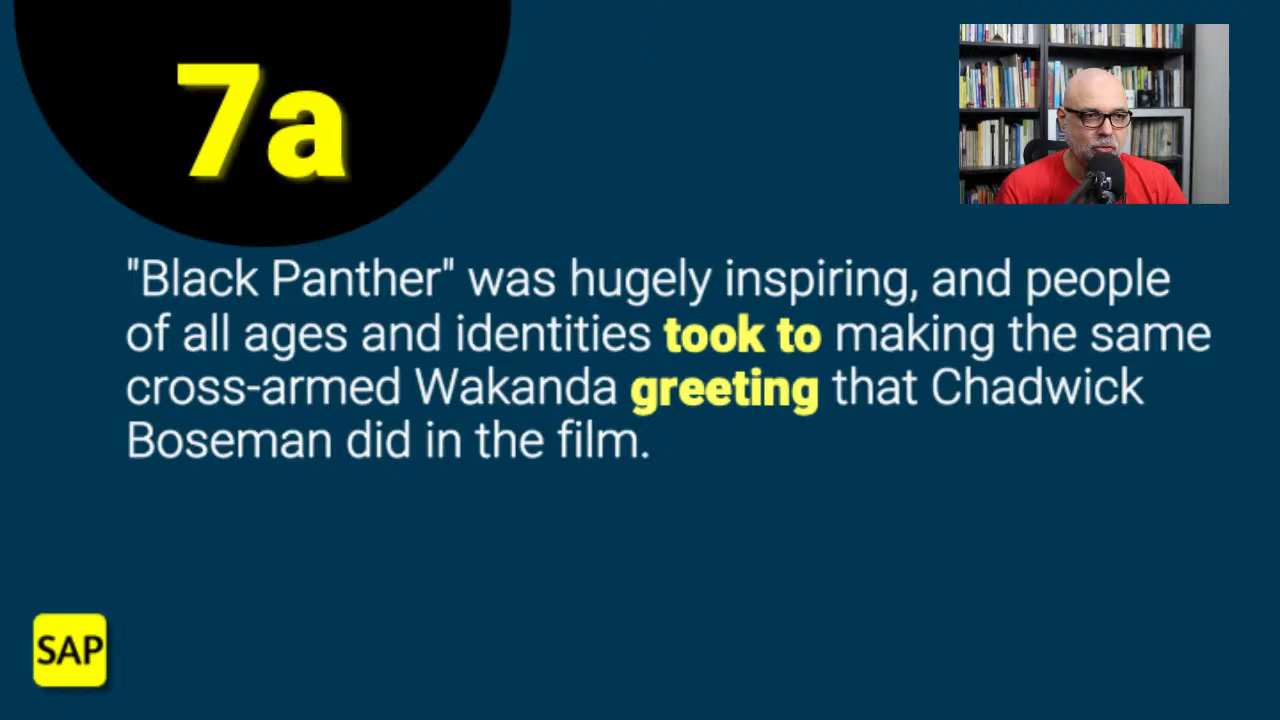 7a
"Black Panther" was hugely inspiring, and people
of all ages and identities took to making the same
cross-armed Wakanda greeting that Chadwick
Boseman did in the film.
SAP